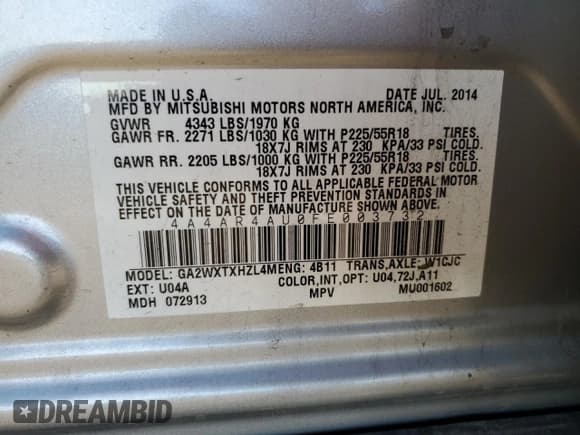 MADE IN U.S.A. DATE JUL. 2014
MFD BY MITSUBISHI MOTORS NORTH AMERICA, INC.
GVWR 4343 LBS/1970 KG
GAWR FR. 2271 LBS/1030 KG WITH P225/55R18 TIRES,
18X7J RIMS AT 230 KPA/33 PSI COLD.
GAWR RR. 2205 LBS/1000 KG WITH P225/55R18 TIRES,
18X7J RIMS AT 230 KPA/33 PSI COLD.
THIS VEHICLE CONFORMS TO ALL APPLICABLE FEDERAL MOTOR
VEHICLE SAFETY AND THEFT PREVENTION STANDARDS IN
EFFECT ON THE DATE OF MANUFACTURE SHOWN ABOVE.
4A4AR4AU0FE003732
MODEL: GA2WXTXHZL4MENG: 4B11 TRANS,AXLE: W1CJC
EXT: U04A COLOR,INT,OPT: U04,72J,A11
MDH 072913 MPV MU001602
DREAMBID